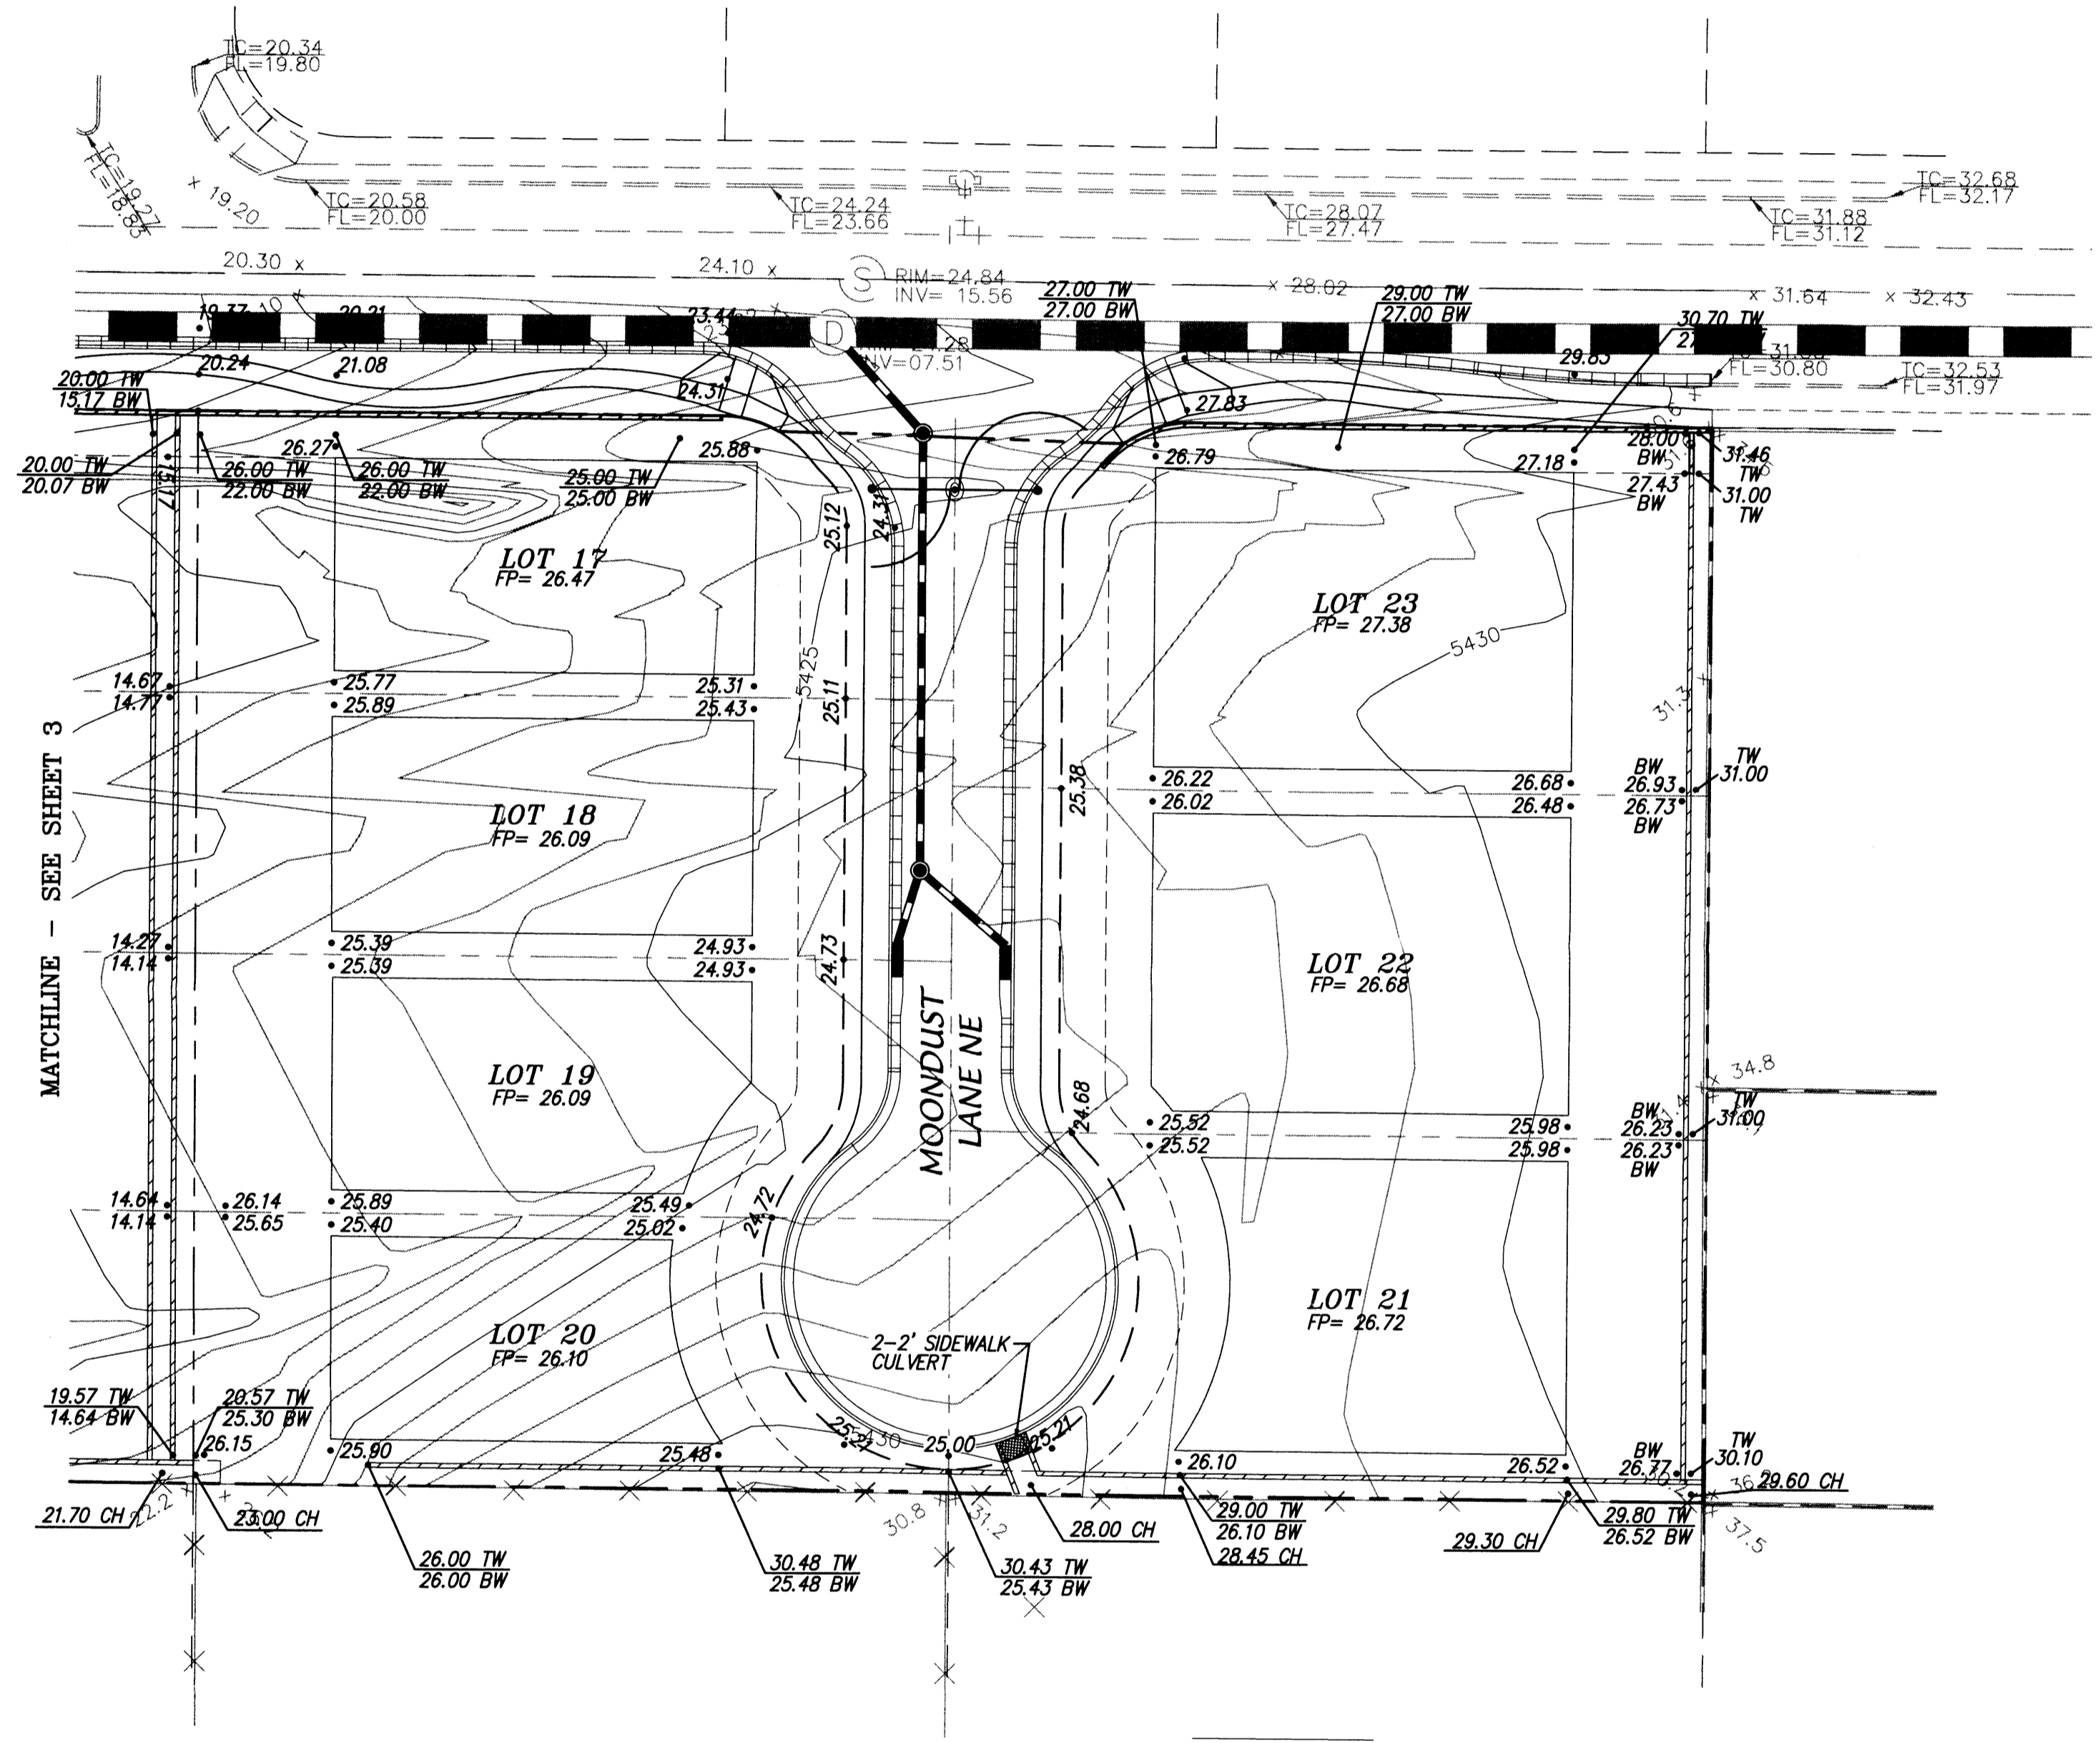 TC=20.34
FL=19.80
TC=19.27
FL=18.83
19.20
TC=20.58
FL=20.00
TC=24.24
FL=23.66
TC=28.07
FL=27.47
TC=32.68
FL=32.17
TC=31.88
FL=31.12
20.30 x
24.10 x
S
RIM=24.84
INV= 15.56
27.00 TW
27.00 BW
x 28.02
29.00 TW
27.00 BW
x 31.64
x 32.43
30.70 TW
D
INV=07.51
29.83
FL=30.80
TC=32.53
FL=31.97
20.24
21.08
24.31
27.83
20.00 TW
15.17 BW
20.00 TW
20.07 BW
15.17
26.00 TW
22.00 BW
26.27
26.00 TW
22.00 BW
25.00 TW
25.00 BW
25.88
26.79
27.18
28.00
BW
27.43
BW
31.46
TW
31.00
TW
25.12
24.31
LOT 17
FP= 26.47
LOT 23
FP= 27.38
5430
5425
14.67
14.77
25.77
25.89
25.31
25.43
25.11
31.3
MATCHLINE - SEE SHEET 3
25.38
26.22
26.02
26.68
26.48
BW
26.93
26.73
BW
TW
31.00
LOT 18
FP= 26.09
14.27
14.14
25.39
25.39
24.93
24.93
24.73
LOT 22
FP= 26.68
MOONDUST
LANE NE
LOT 19
FP= 26.09
24.68
34.8
25.52
25.52
25.98
25.98
BW
26.23
26.23
BW
TW
31.00
14.64
14.14
26.14
25.65
25.89
25.40
25.49
25.02
24.72
LOT 20
FP= 26.10
LOT 21
FP= 26.72
2-2' SIDEWALK
CULVERT
19.57 TW
14.64 BW
20.57 TW
25.30 BW
26.15
25.90
25.48
25.21
25.00
25.21
26.10
26.52
BW
26.77
TW
30.10
29.60 CH
21.70 CH
22.2
23.00 CH
26.00 TW
26.00 BW
30.48 TW
25.48 BW
30.8
31.2
30.43 TW
25.43 BW
28.00 CH
29.00 TW
26.10 BW
28.45 CH
29.30 CH
29.80 TW
26.52 BW
37.5